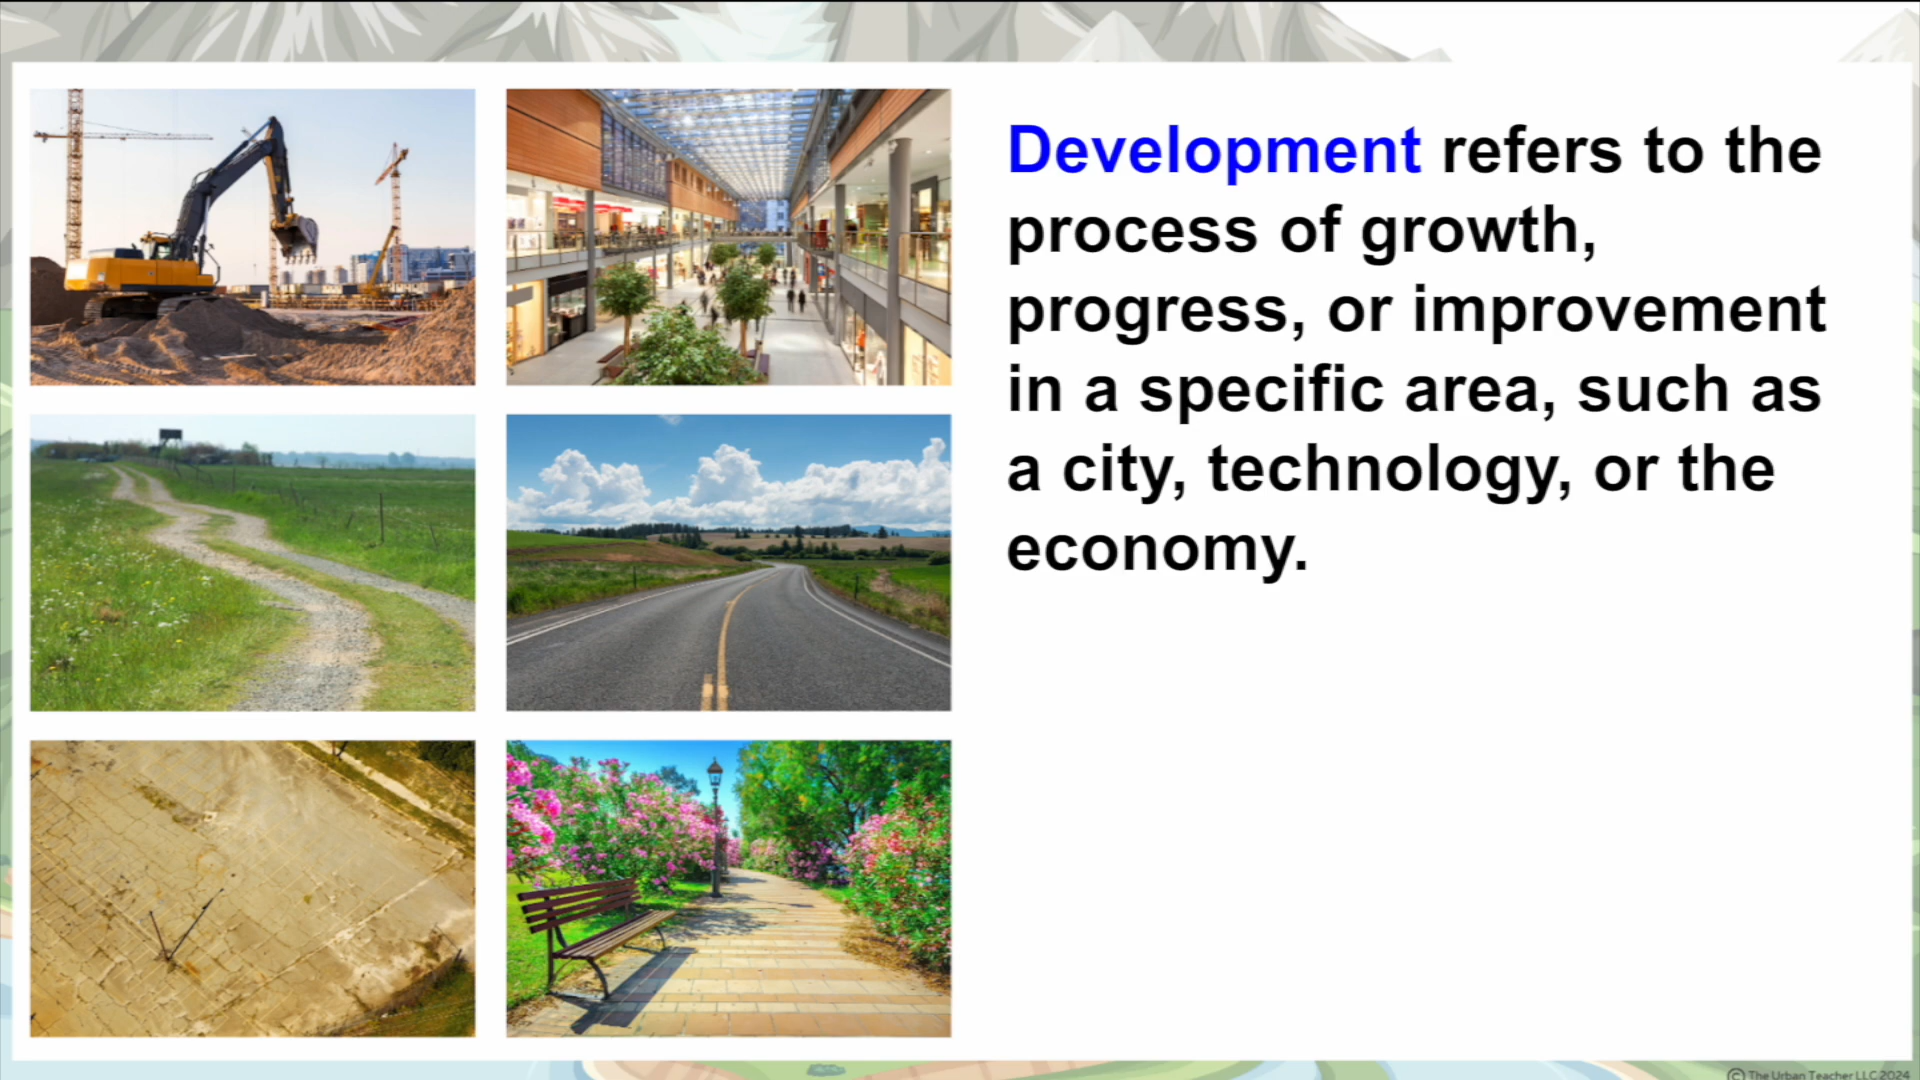 Development refers to the
process of growth,
progress, or improvement
in a specific area, such as
a city, technology, or the
economy.
© The Urban Teacher LLC 2024